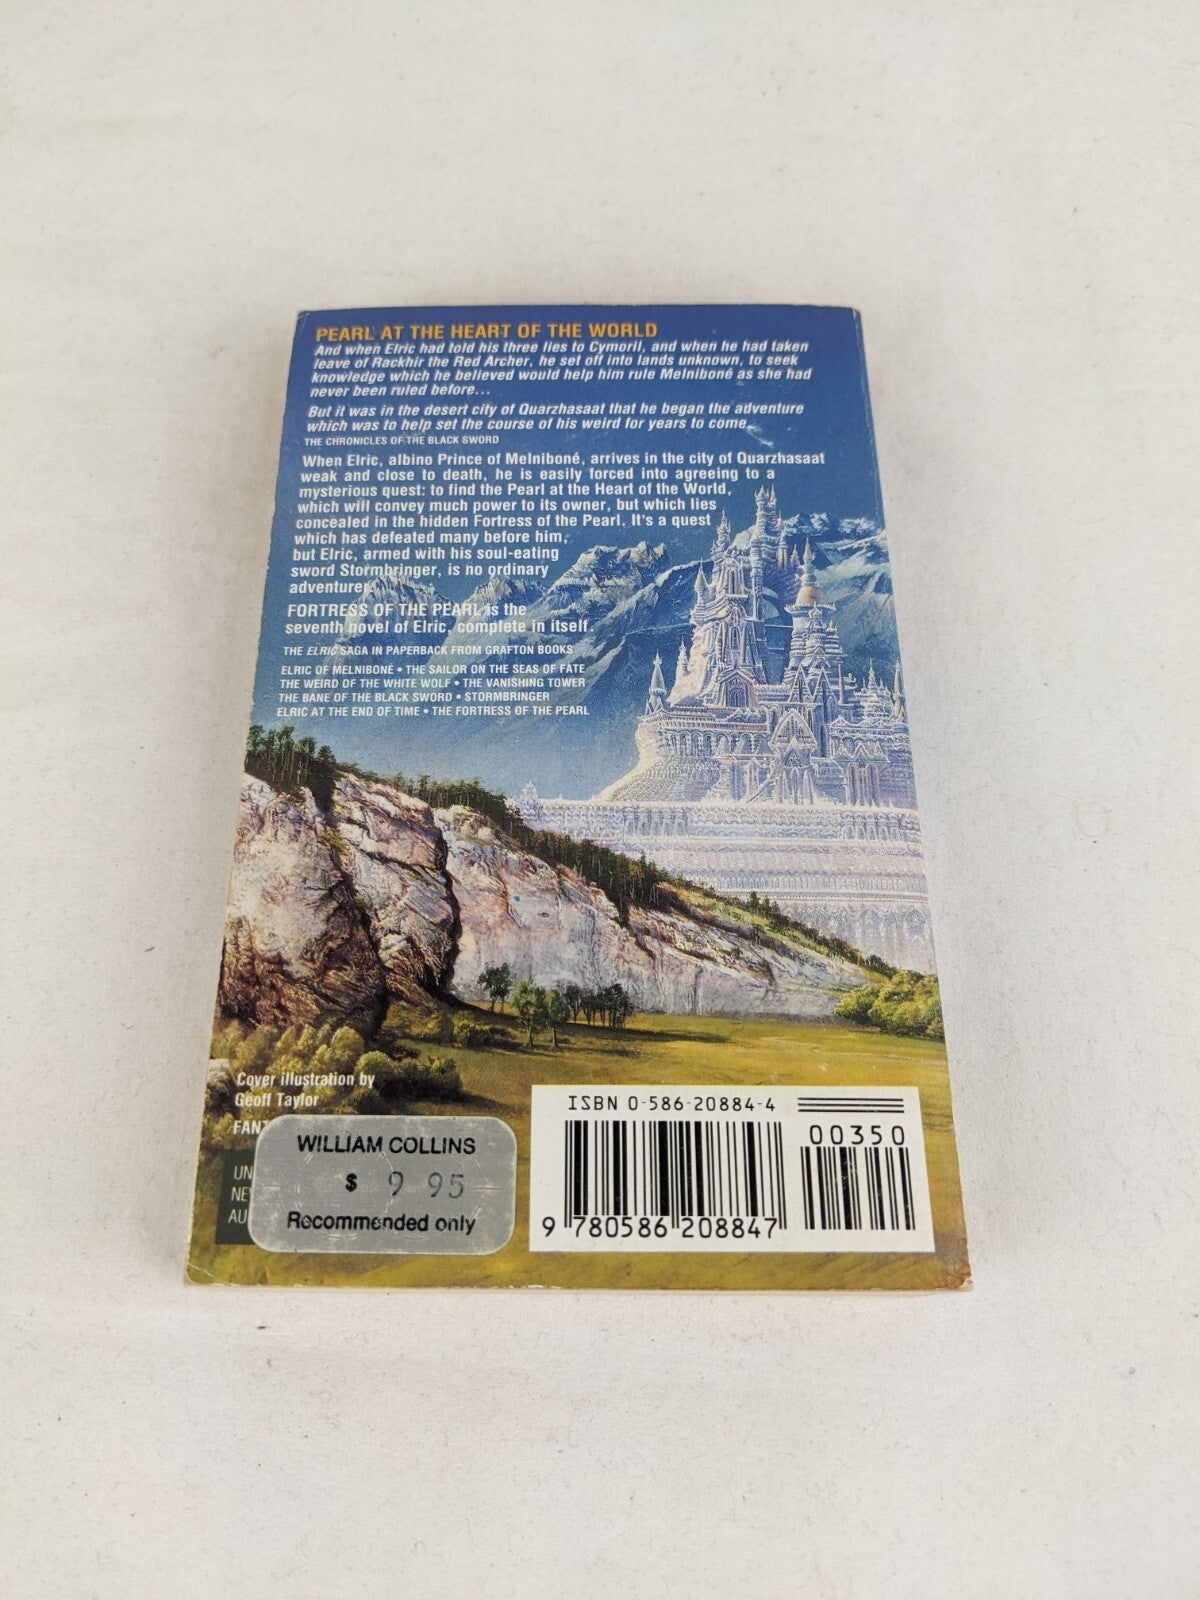 PEARL AT THE HEART OF THE WORLD
And when Elric had told his three lies to Cymoril, and when he had taken
leave of Rackhir the Red Archer, he set off into lands unknown, to seek
knowledge which he believed would help him rule Melniboné as she had
never been ruled before...
But it was in the desert city of Quarzhasaat that he began the adventure
which was to help set the course of his weird for years to come.
THE CHRONICLES OF THE BLACK SWORD
When Elric, albino Prince of Melniboné, arrives in the city of Quarzhasaat
weak and close to death, he is easily forced into agreeing to a
mysterious quest: to find the Pearl at the Heart of the World,
which will convey much power to its owner, but which lies
concealed in the hidden Fortress of the Pearl. It's a quest
which has defeated many before him,
but Elric, armed with his soul-eating
sword Stormbringer, is no ordinary
adventurer.
FORTRESS OF THE PEARL is the
seventh novel of Elric, complete in itself
THE ELRIC SAGA IN PAPERBACK FROM GRAFTON BOOKS
ELRIC OF MELNIBONÉ • THE SAILOR ON THE SEAS OF FATE
THE WEIRD OF THE WHITE WOLF • THE VANISHING TOWER
THE BANE OF THE BLACK SWORD • STORMBRINGER
ELRIC AT THE END OF TIME • THE FORTRESS OF THE PEARL
Cover illustration by
Geoff Taylor
FANT
UN
NE
AU
WILLIAM COLLINS
$ 9 95
Recommended only
ISBN 0-586-20884-4
00350
9 780586 208847